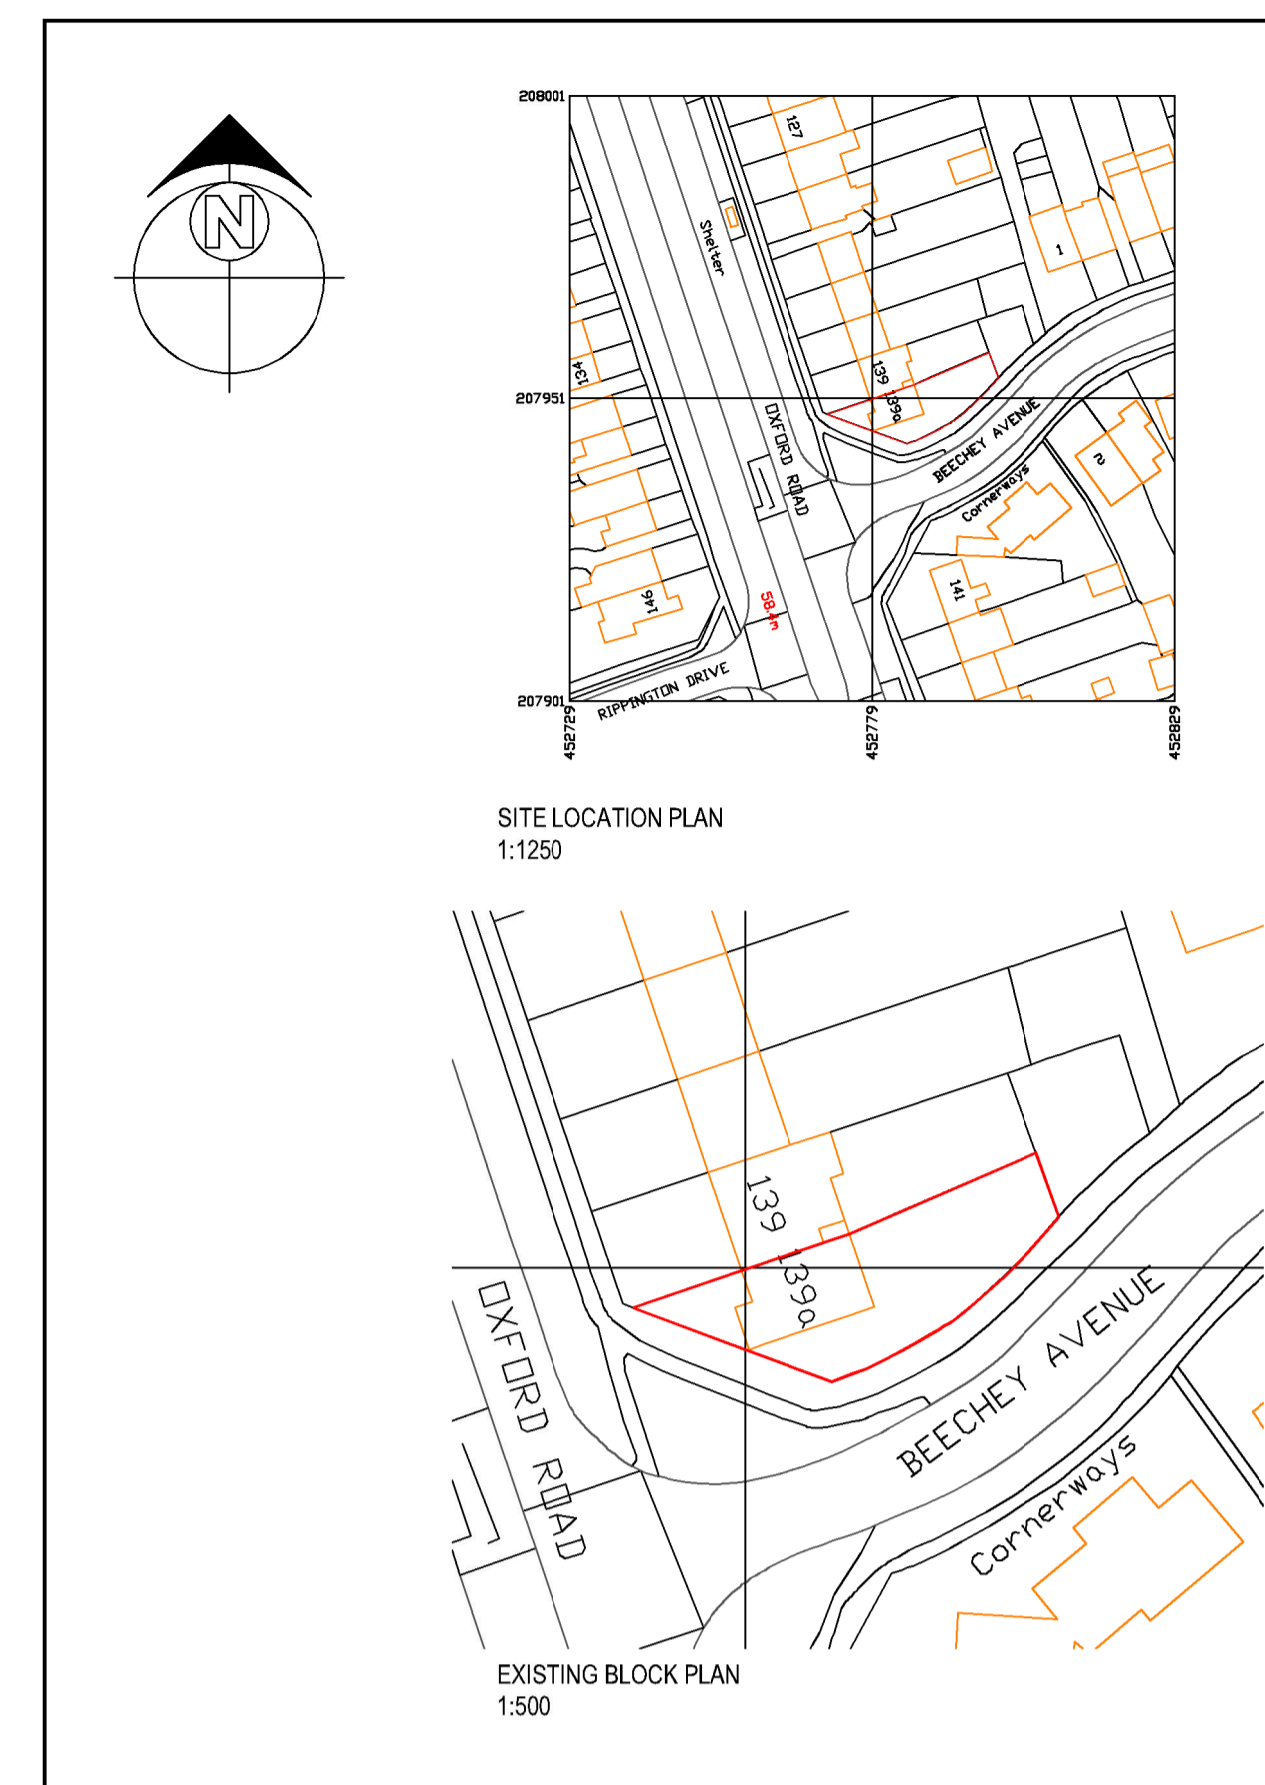 N
208001
127
Shelter
1
134
139
139a
207951
OXFORD ROAD
BEECHEY AVENUE
2
Cornerways
141
146
58.4m
RIPPINGTON DRIVE
207901
452729
452779
452829
SITE LOCATION PLAN
1:1250
139
139a
OXFORD ROAD
BEECHEY AVENUE
Cornerways
EXISTING BLOCK PLAN
1:500